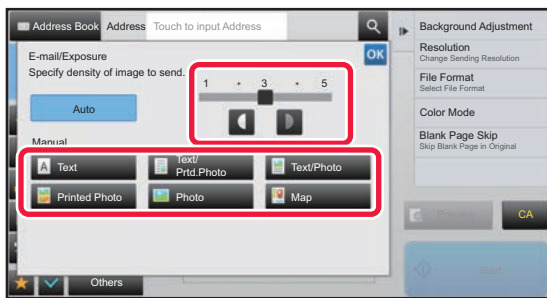 Address Book Address Touch to input Address
E-mail/Exposure
OK
Specify density of image to send.
1 3 5
Auto
Manual
Text
Text/
Prtd.Photo
Text/Photo
Printed Photo
Photo
Map
Others
Background Adjustment
Resolution
Change Sending Resolution
File Format
Select File Format
Color Mode
Blank Page Skip
Skip Blank Page in Original
Preview
CA
Start